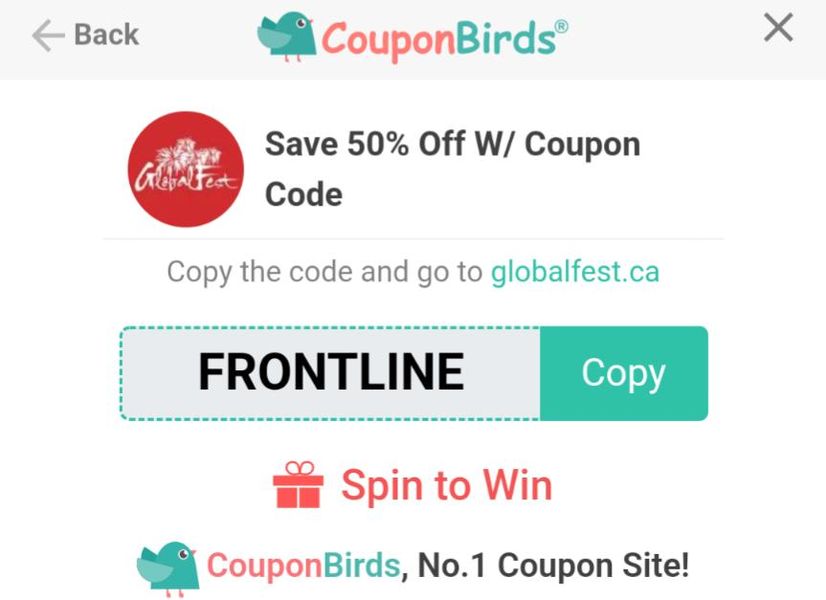 Back
CouponBirds®
GlobalFest
Save 50% Off W/ Coupon
Code
Copy the code and go to globalfest.ca
FRONTLINE
Copy
Spin to Win
CouponBirds, No.1 Coupon Site!